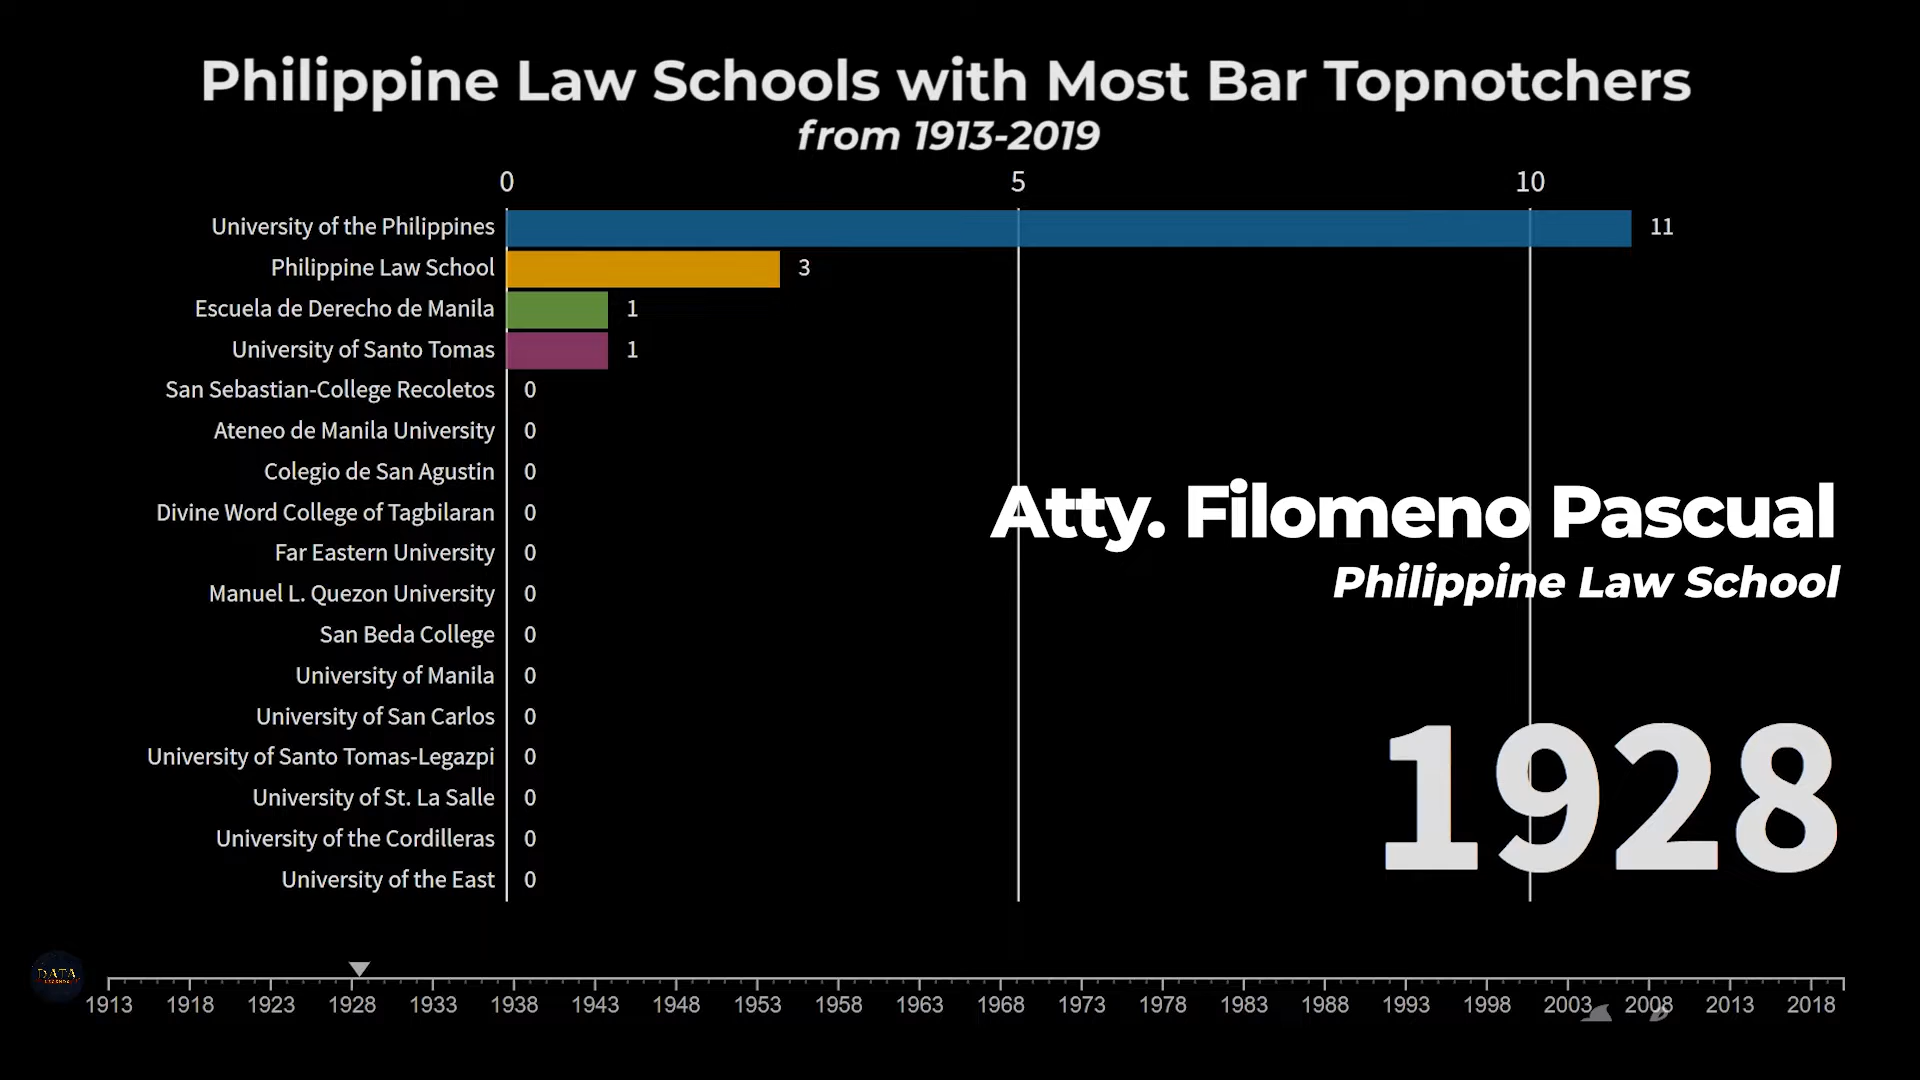 Philippine Law Schools with Most Bar Topnotchers
from 1913-2019
0 5 10
University of the Philippines 11
Philippine Law School 3
Escuela de Derecho de Manila 1
University of Santo Tomas 1
San Sebastian-College Recoletos 0
Ateneo de Manila University 0
Colegio de San Agustin 0
Divine Word College of Tagbilaran 0
Far Eastern University 0
Manuel L. Quezon University 0
San Beda College 0
University of Manila 0
University of San Carlos 0
University of Santo Tomas-Legazpi 0
University of St. La Salle 0
University of the Cordilleras 0
University of the East 0
Atty. Filomeno Pascual
Philippine Law School
1928
DATA
1913 1918 1923 1928 1933 1938 1943 1948 1953 1958 1963 1968 1973 1978 1983 1988 1993 1998 2003 2008 2013 2018